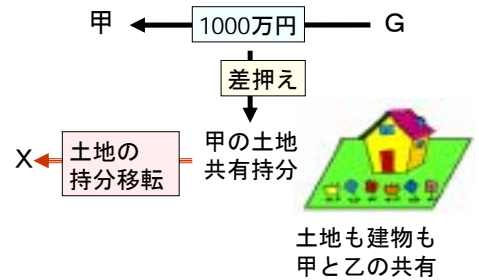 甲
1000万円
G
差押え
X
土地の
持分移転
甲の土地
共有持分
土地も建物も
甲と乙の共有